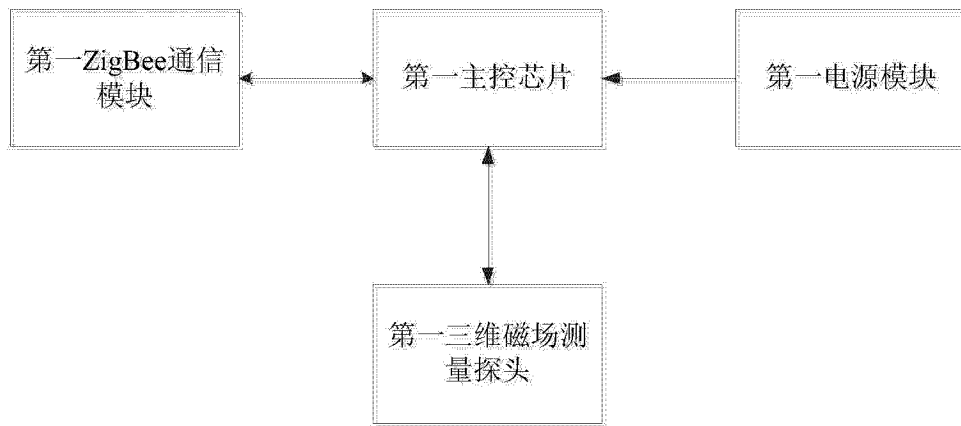 第一ZigBee通信
模块
第一主控芯片
第一电源模块
第一三维磁场测
量探头